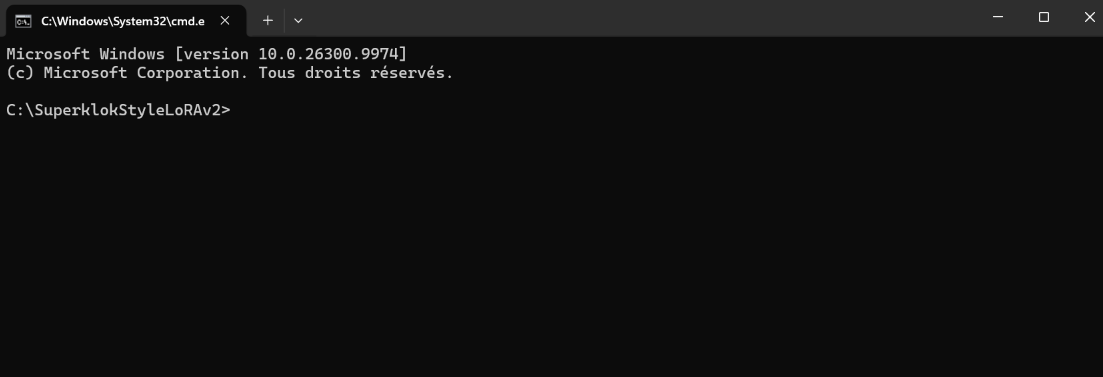 C:\Windows\System32\cmd.e
Microsoft Windows [version 10.0.26300.9974]
(c) Microsoft Corporation. Tous droits réservés.
C:\SuperklokStyleLoRAv2>